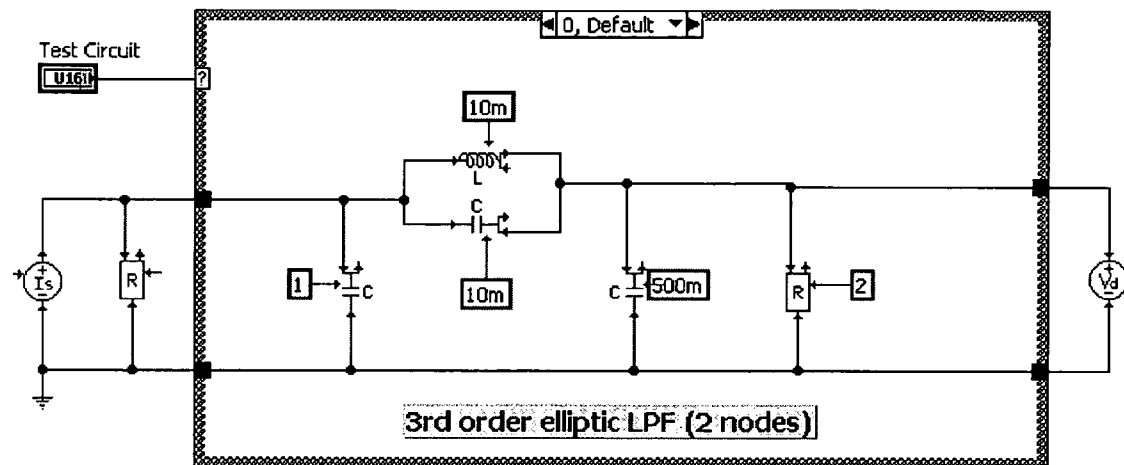 0, Default
Test Circuit
U16
?
10m
L
C
Is
R
1
C
10m
C
500m
R
2
Vd
3rd order elliptic LPF (2 nodes)